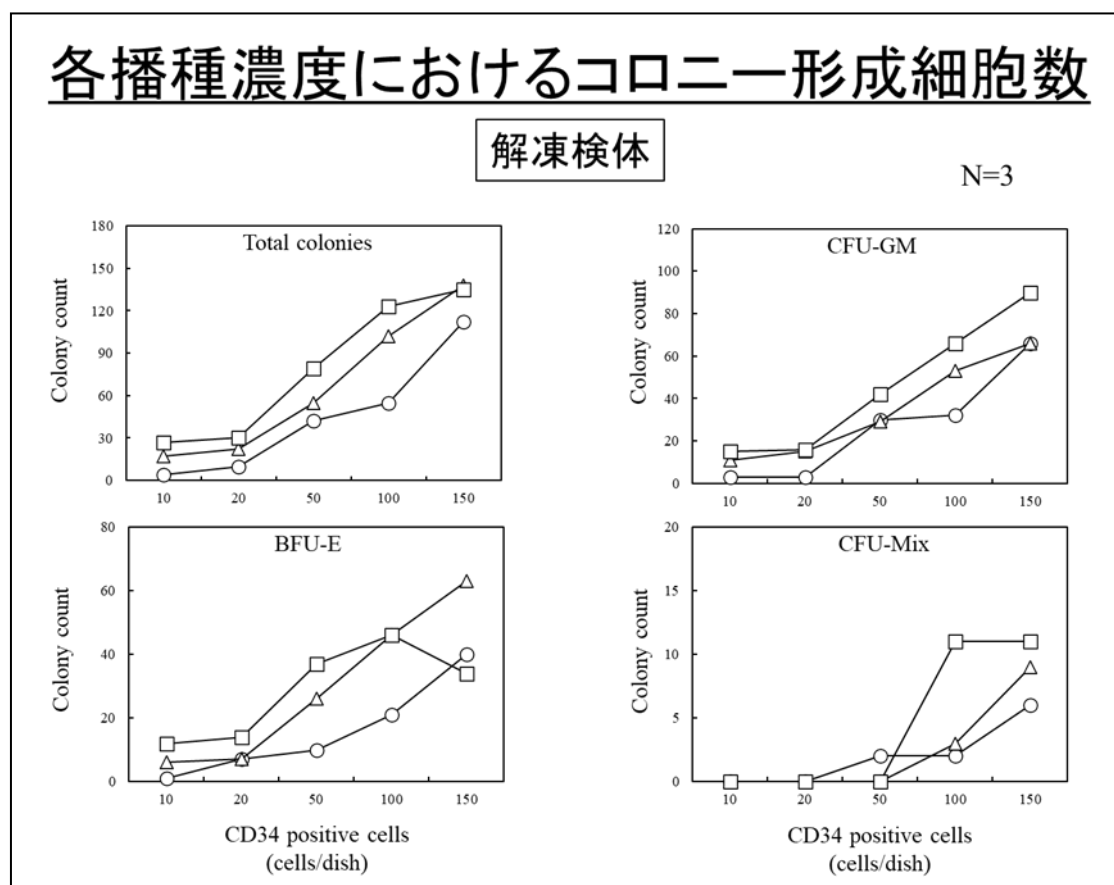 各播種濃度におけるコロニー形成細胞数
解凍検体
N=3
Total colonies
Colony count
180
150
120
90
60
30
0
10 20 50 100 150
CFU-GM
Colony count
120
100
80
60
40
20
0
10 20 50 100 150
BFU-E
Colony count
80
60
40
20
0
10 20 50 100 150
CD34 positive cells
(cells/dish)
CFU-Mix
Colony count
20
15
10
5
0
10 20 50 100 150
CD34 positive cells
(cells/dish)